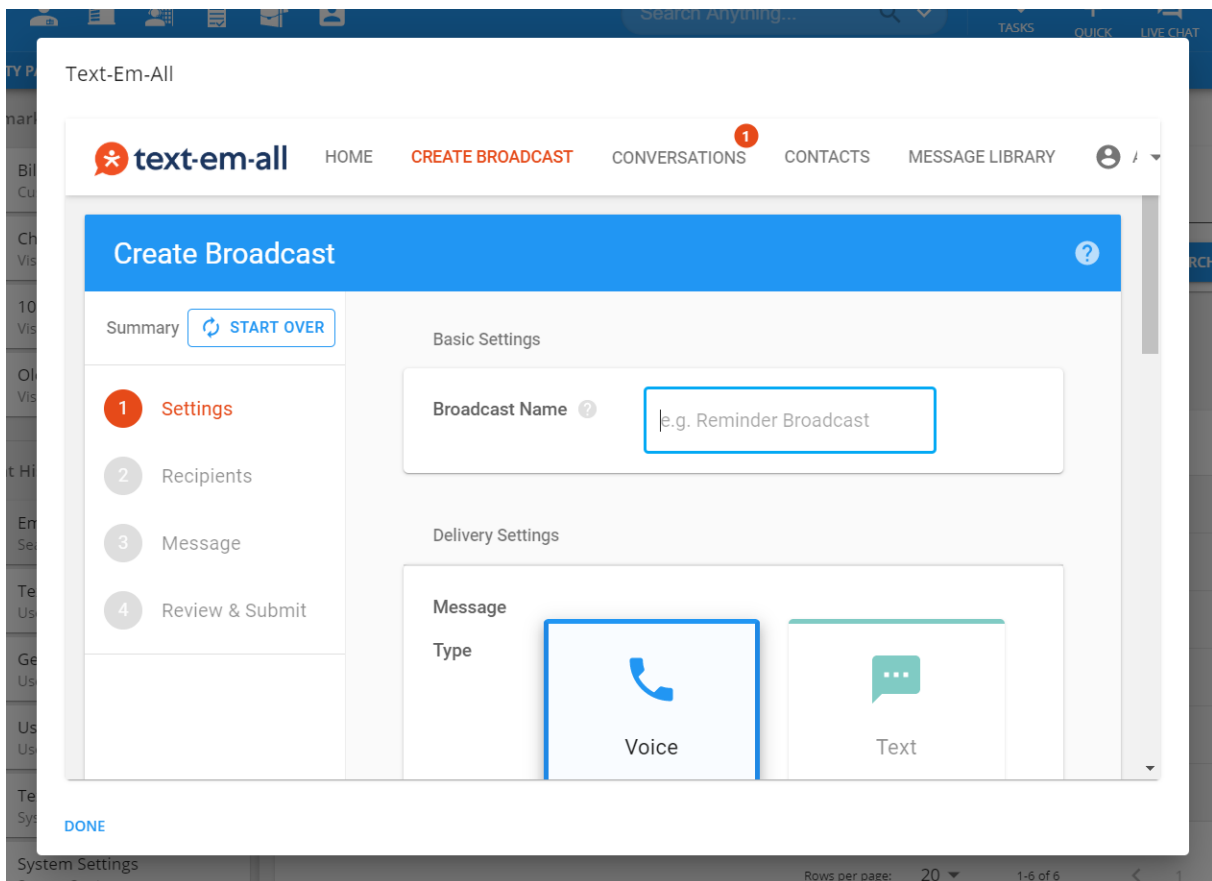 Search Anything...
TASKS
QUICK
LIVE CHAT
Text-Em-All
text-em-all
HOME
CREATE BROADCAST
CONVERSATIONS
1
CONTACTS
MESSAGE LIBRARY
Create Broadcast
?
Summary
START OVER
1 Settings
2 Recipients
3 Message
4 Review & Submit
Basic Settings
Broadcast Name ?
e.g. Reminder Broadcast
Delivery Settings
Message
Type
Voice
Text
DONE
System Settings
Rows per page:
20
1-6 of 6
1